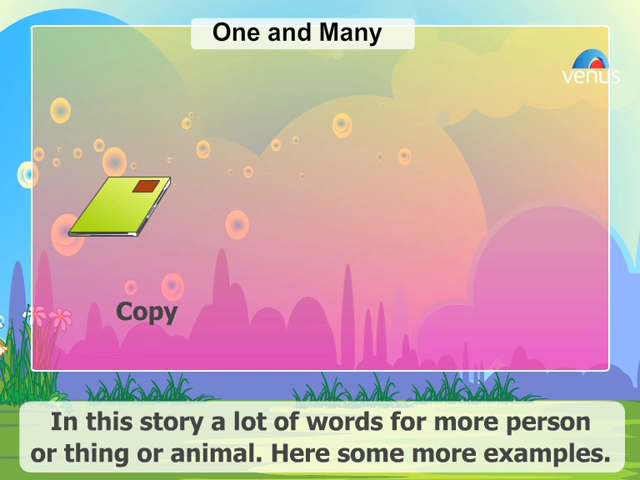 One and Many
venus
Copy
In this story a lot of words for more person
or thing or animal. Here some more examples.